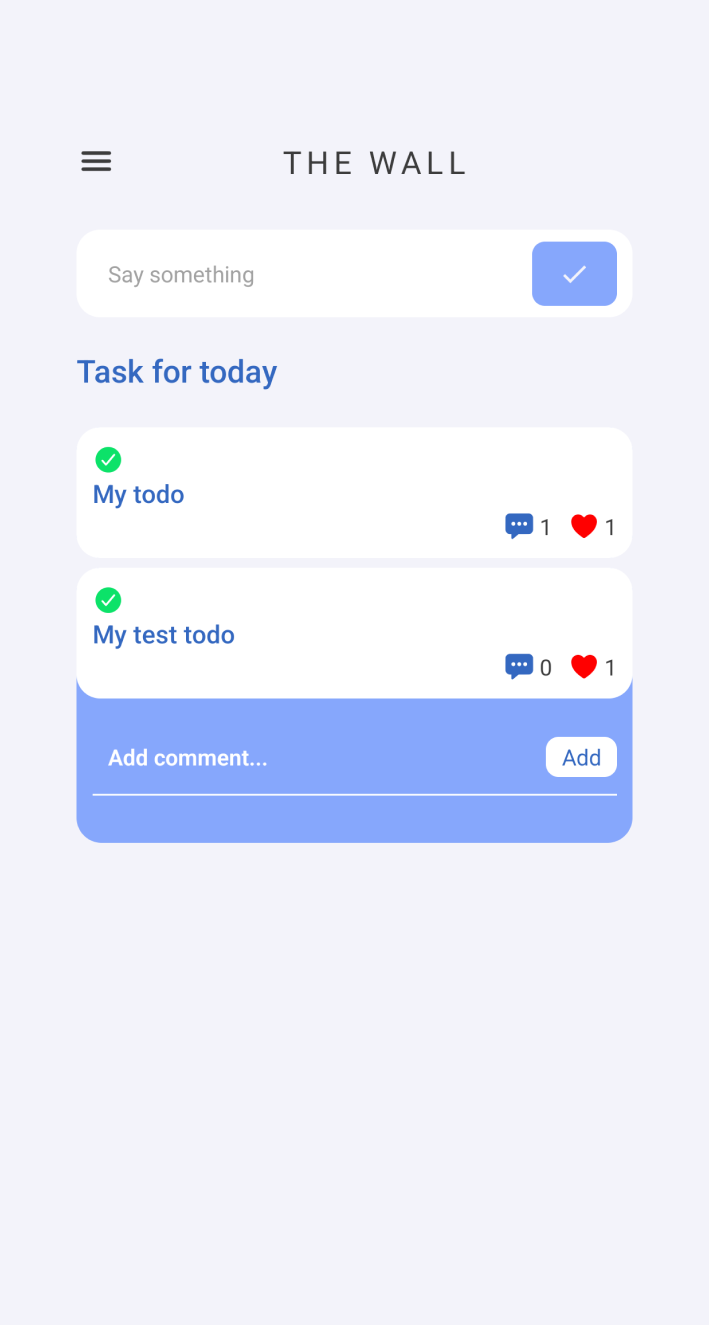 THE WALL
Say something
Task for today
My todo
1 1
My test todo
0 1
Add comment... Add